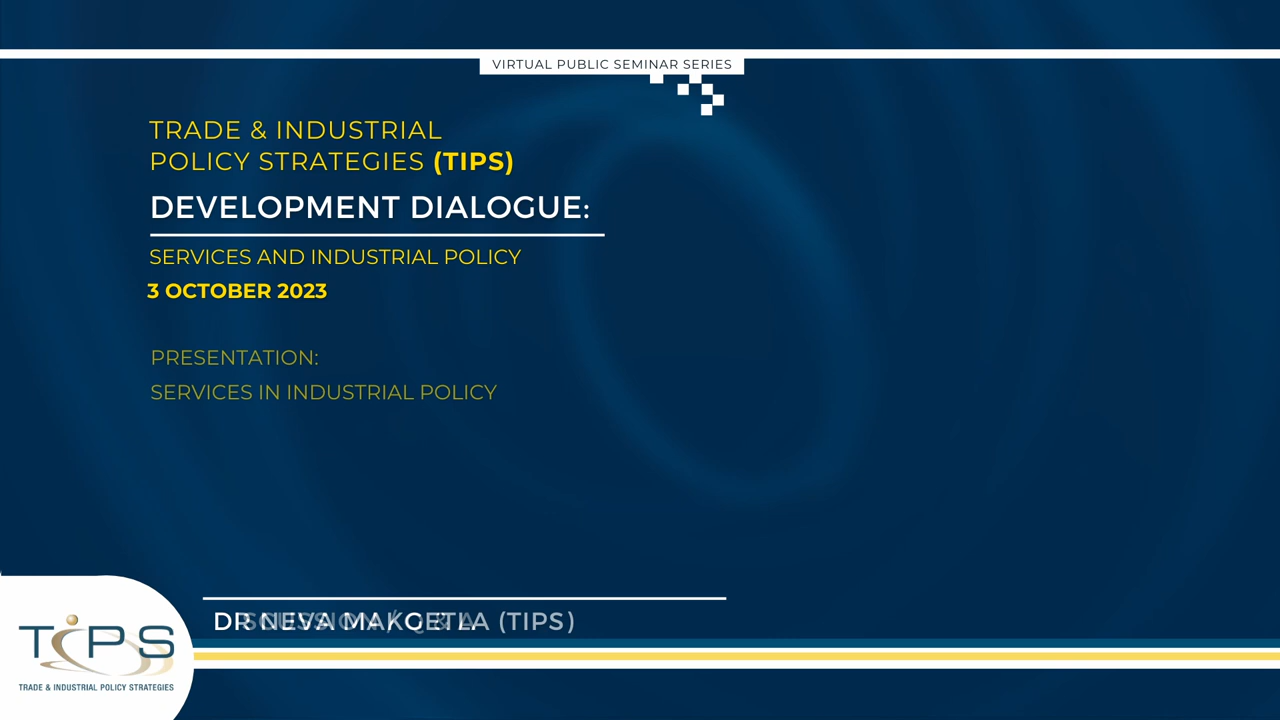 VIRTUAL PUBLIC SEMINAR SERIES
TRADE & INDUSTRIAL
POLICY STRATEGIES (TIPS)
DEVELOPMENT DIALOGUE:
SERVICES AND INDUSTRIAL POLICY
3 OCTOBER 2023
PRESENTATION:
SERVICES IN INDUSTRIAL POLICY
DR NEVA MAKGETLA (TIPS)
TIPS
TRADE & INDUSTRIAL POLICY STRATEGIES